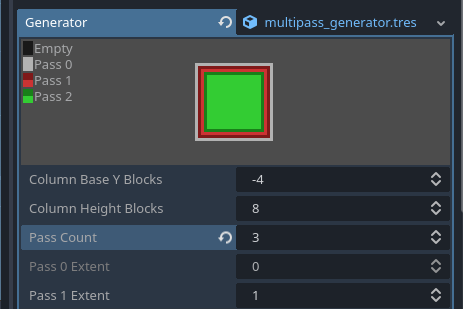 Generator
multipass_generator.tres
Empty
Pass 0
Pass 1
Pass 2
Column Base Y Blocks -4
Column Height Blocks 8
Pass Count 3
Pass 0 Extent 0
Pass 1 Extent 1